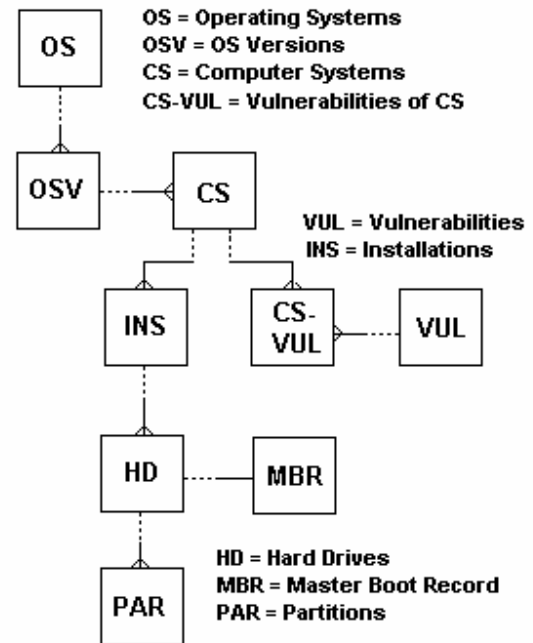 OS
OS = Operating Systems
OSV = OS Versions
CS = Computer Systems
CS-VUL = Vulnerabilities of CS
OSV
CS
VUL = Vulnerabilities
INS = Installations
INS
CS-
VUL
VUL
HD
MBR
HD = Hard Drives
MBR = Master Boot Record
PAR = Partitions
PAR